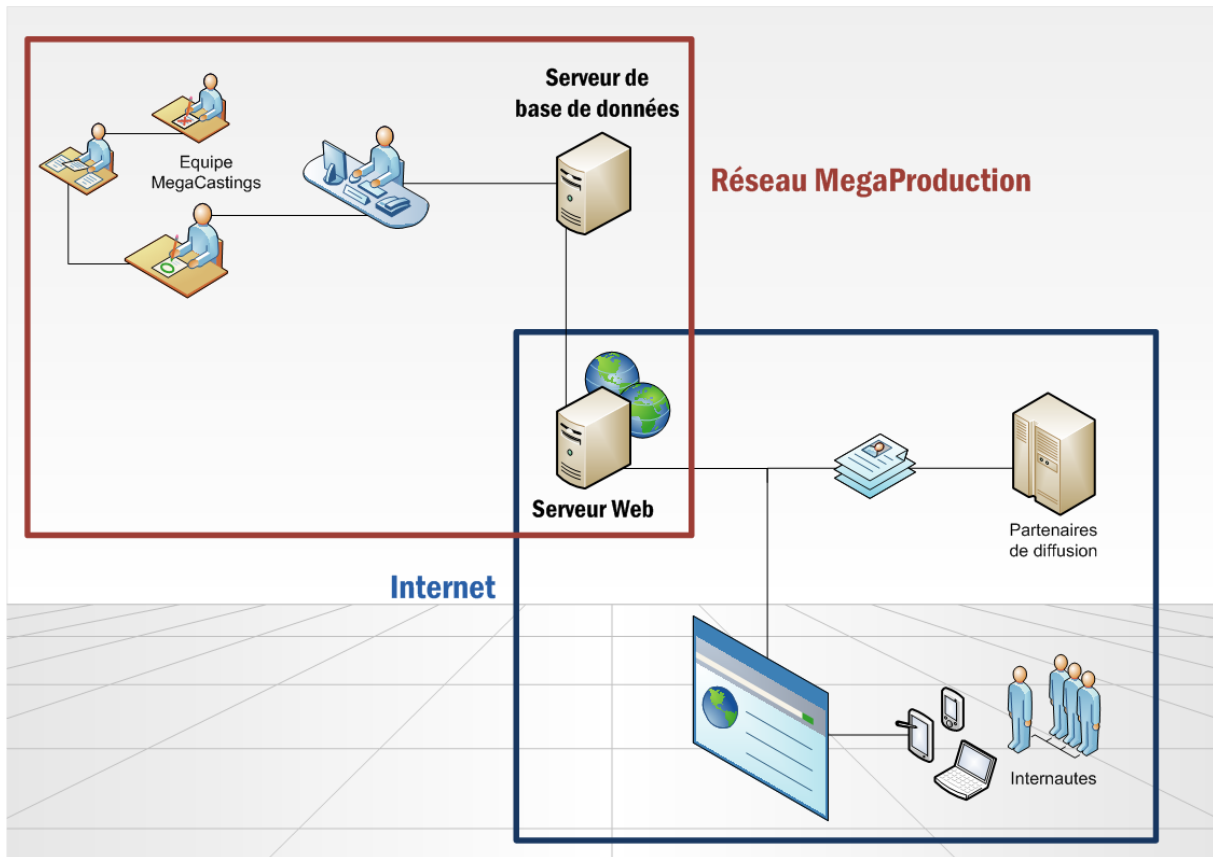 Serveur de
base de données
Equipe
MegaCastings
Réseau MegaProduction
Serveur Web
Partenaires
de diffusion
Internet
Internautes